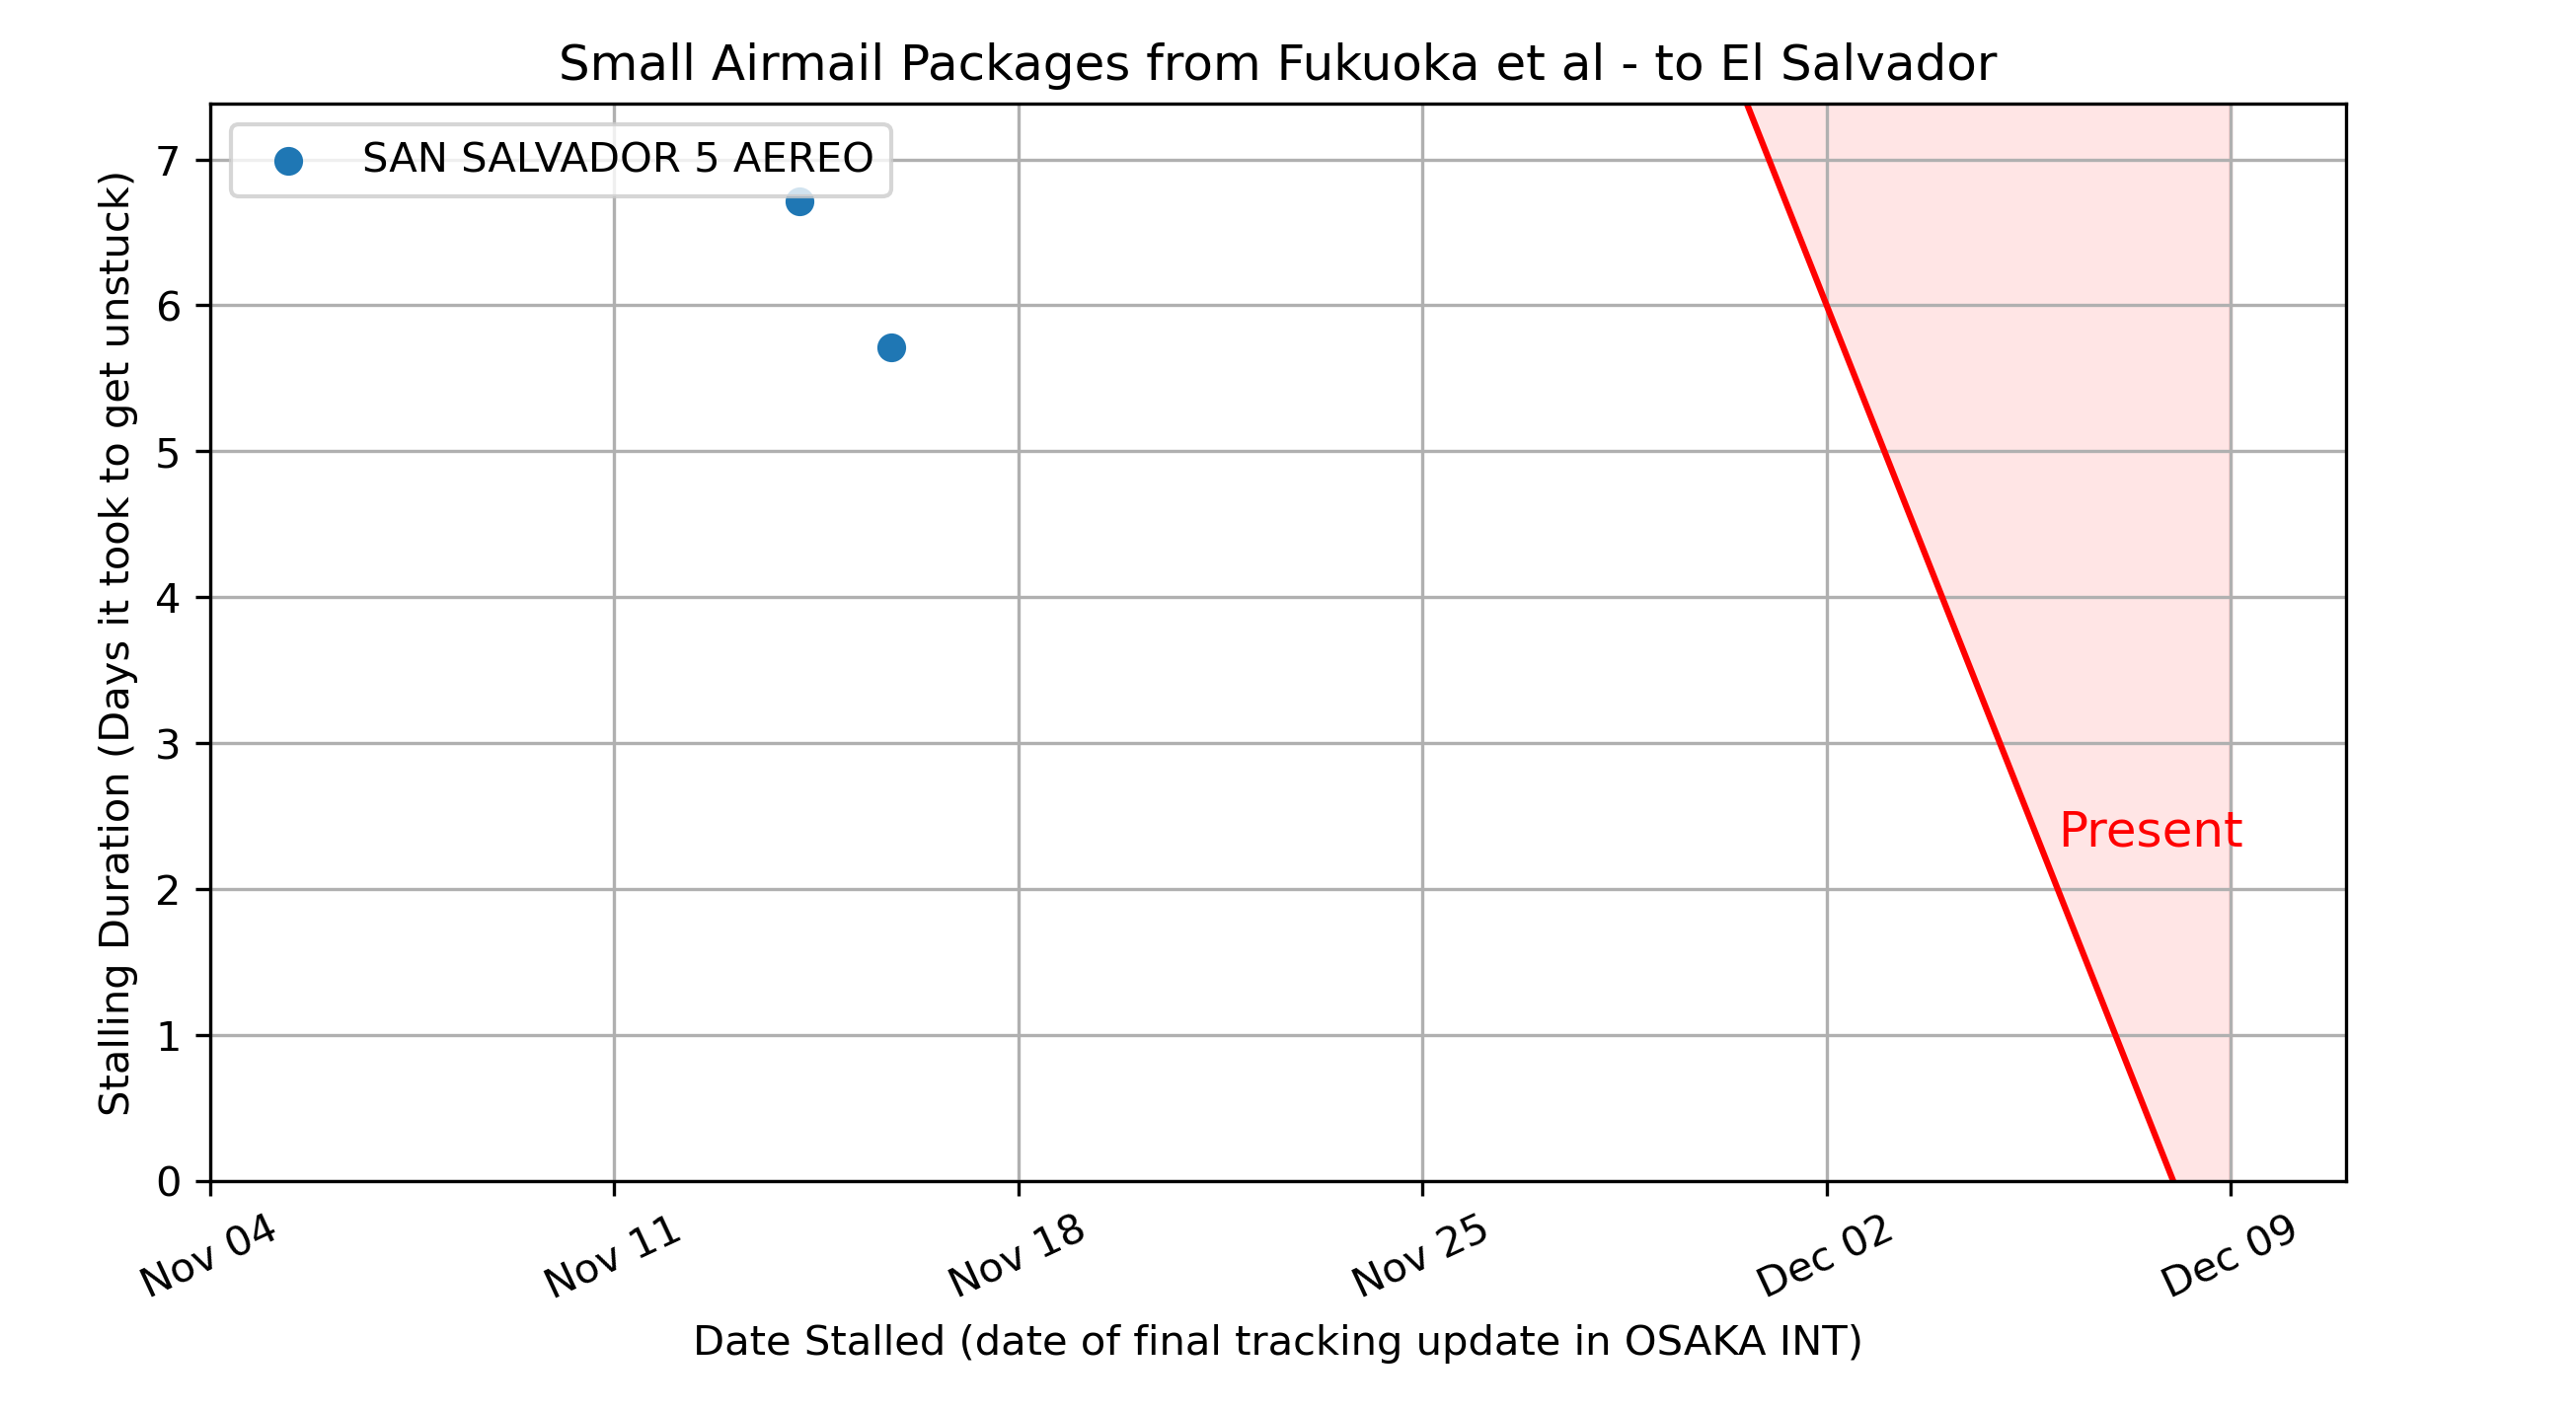 Small Airmail Packages from Fukuoka et al - to El Salvador
SAN SALVADOR 5 AEREO
Stalling Duration (Days it took to get unstuck)
7
6
5
4
3
2
1
0
Present
Nov 04
Nov 11
Nov 18
Nov 25
Dec 02
Dec 09
Date Stalled (date of final tracking update in OSAKA INT)